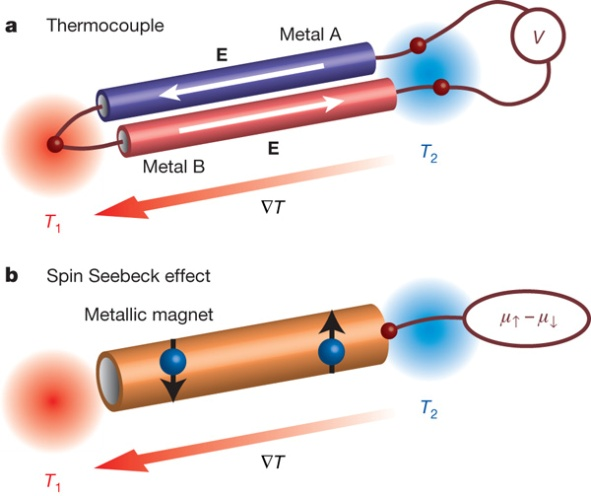 a Thermocouple
Metal A
E
V
E
Metal B
T₂
∇T
T₁
b Spin Seebeck effect
Metallic magnet
μ↑ − μ↓
T₂
∇T
T₁